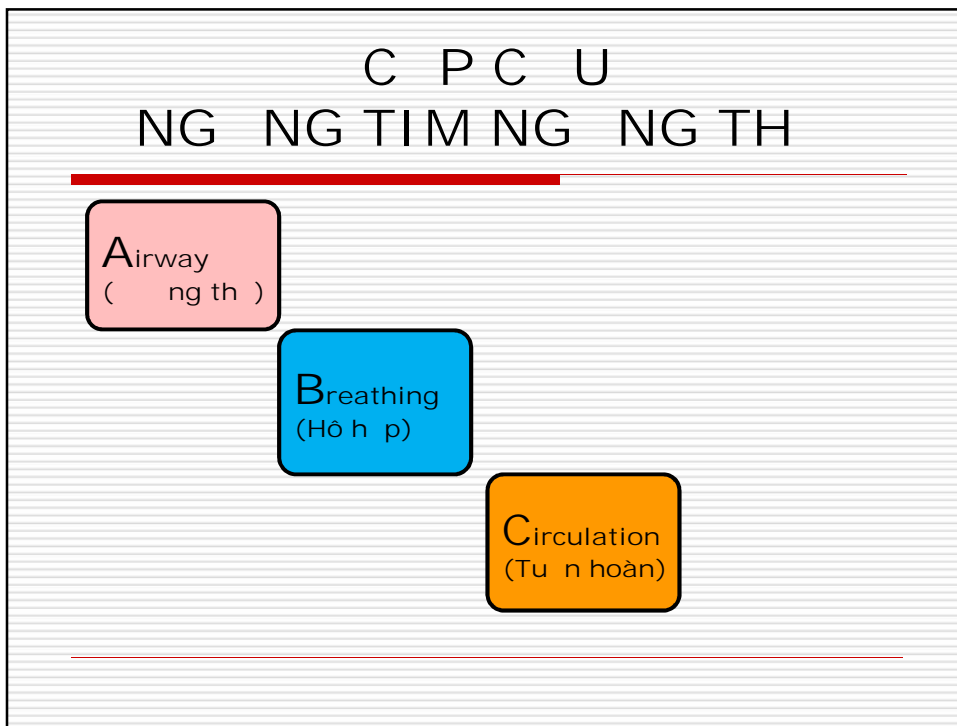 C P C U
NG NG TIM NG NG TH
Airway
( ng th )
Breathing
(Hô h p)
Circulation
(Tu n hoàn)